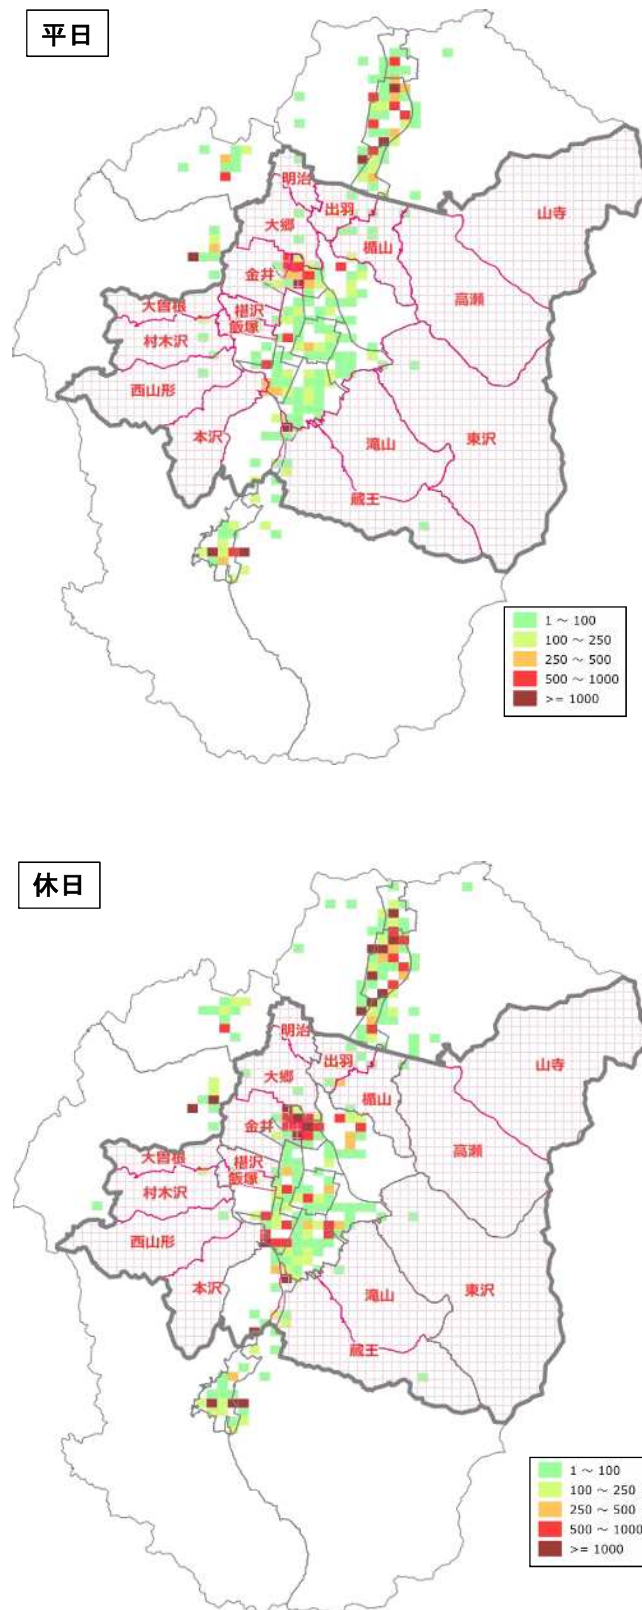 平日
明治
出羽
山寺
大郷
楯山
金井
高瀬
大曽根
椹沢
飯塚
村木沢
西山形
本沢
滝山
東沢
蔵王
1 ～ 100
100 ～ 250
250 ～ 500
500 ～ 1000
>= 1000
休日
明治
出羽
山寺
大郷
楯山
金井
高瀬
大曽根
椹沢
飯塚
村木沢
西山形
本沢
滝山
東沢
蔵王
1 ～ 100
100 ～ 250
250 ～ 500
500 ～ 1000
>= 1000